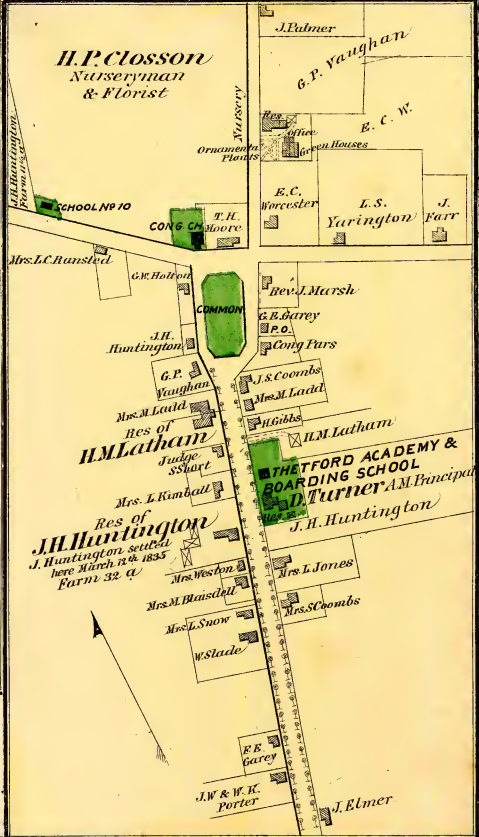 J. Palmer
H. P. Closson
Nurseryman
& Florist
G. P. Vaughan
Nursery
E. C. W.
Res.
Office
Green Houses
Ornamental
Plants
J. H. Huntington
Farm
SCHOOL No 10
CONG. CH.
T. H.
Moore
E. C.
Worcester
L. S.
Yarington
J.
Farr
Mrs. L. C. Ransted
G. W. Holton
COMMON
Rev. J. Marsh
G. E. Garey
P. O.
Cong Pars
J. H.
Huntington
G. P.
Vaughan
J. S. Coombs
Mrs. M. Ladd
Mrs. M. Ladd
H. Gibbs
Res of
H. M. Latham
H. M. Latham
Judge
S. Short
THETFORD ACADEMY &
BOARDING SCHOOL
D. Turner A.M. Principal
Res.
J. H. Huntington
Mrs. L. Kimball
Res of
J. H. Huntington
J. Huntington settled
here March 12th 1835
Farm 32 a
Mrs. Weston
Mrs. L. Jones
Mrs. M. Blaisdell
Mrs. S Coombs
Mrs. L. Snow
W. Slade
E. E.
Garey
J. W & W. K.
Porter
J. Elmer